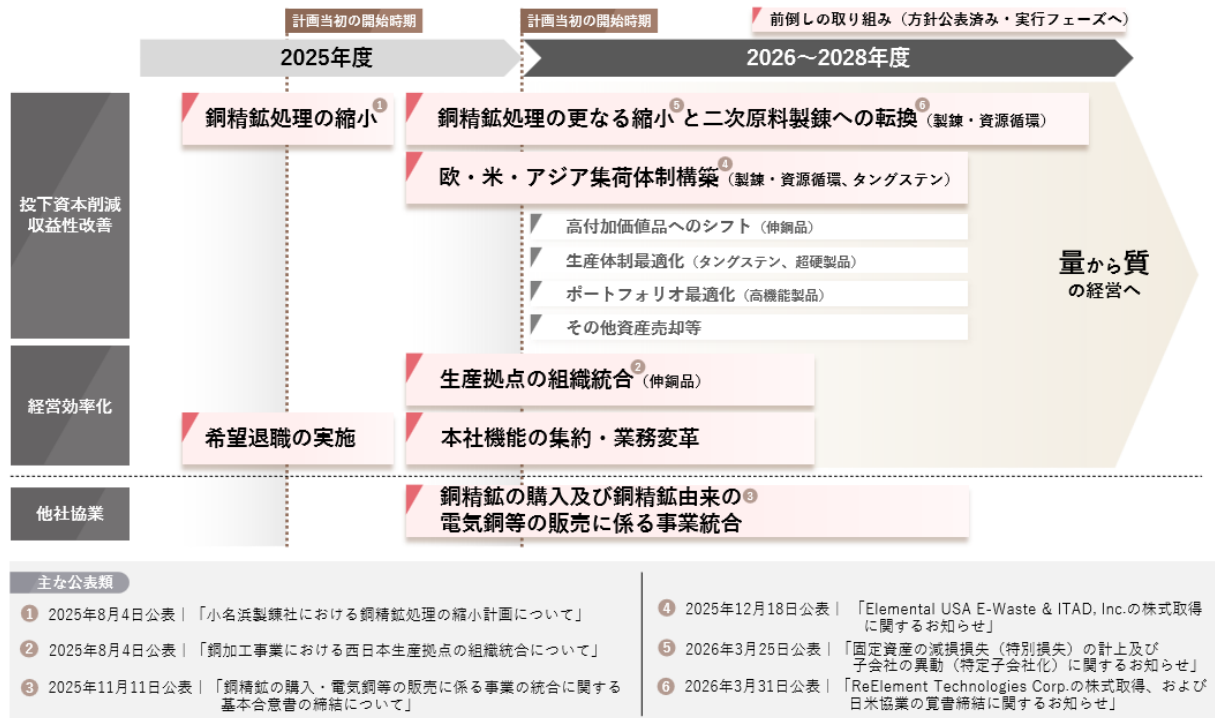 計画当初の開始時期
計画当初の開始時期
前倒しの取り組み（方針公表済み・実行フェーズへ）
2025年度
2026～2028年度
投下資本削減
収益性改善
銅精鉱処理の縮小❶
銅精鉱処理の更なる縮小❺と二次原料製錬への転換❻（製錬・資源循環）
欧・米・アジア集荷体制構築❹（製錬・資源循環、タングステン）
高付加価値品へのシフト（伸銅品）
生産体制最適化（タングステン、超硬製品）
ポートフォリオ最適化（高機能製品）
その他資産売却等
量から質
の経営へ
経営効率化
生産拠点の組織統合❷（伸銅品）
希望退職の実施
本社機能の集約・業務変革
他社協業
銅精鉱の購入及び銅精鉱由来の❸
電気銅等の販売に係る事業統合
主な公表類
❶ 2025年8月4日公表｜「小名浜製錬社における銅精鉱処理の縮小計画について」
❷ 2025年8月4日公表｜「銅加工事業における西日本生産拠点の組織統合について」
❸ 2025年11月11日公表｜「銅精鉱の購入・電気銅等の販売に係る事業の統合に関する
基本合意書の締結について」
❹ 2025年12月18日公表｜「Elemental USA E-Waste & ITAD, Inc.の株式取得
に関するお知らせ」
❺ 2026年3月25日公表｜「固定資産の減損損失（特別損失）の計上及び
子会社の異動（特定子会社化）に関するお知らせ」
❻ 2026年3月31日公表｜「ReElement Technologies Corp.の株式取得、および
日米協業の覚書締結に関するお知らせ」